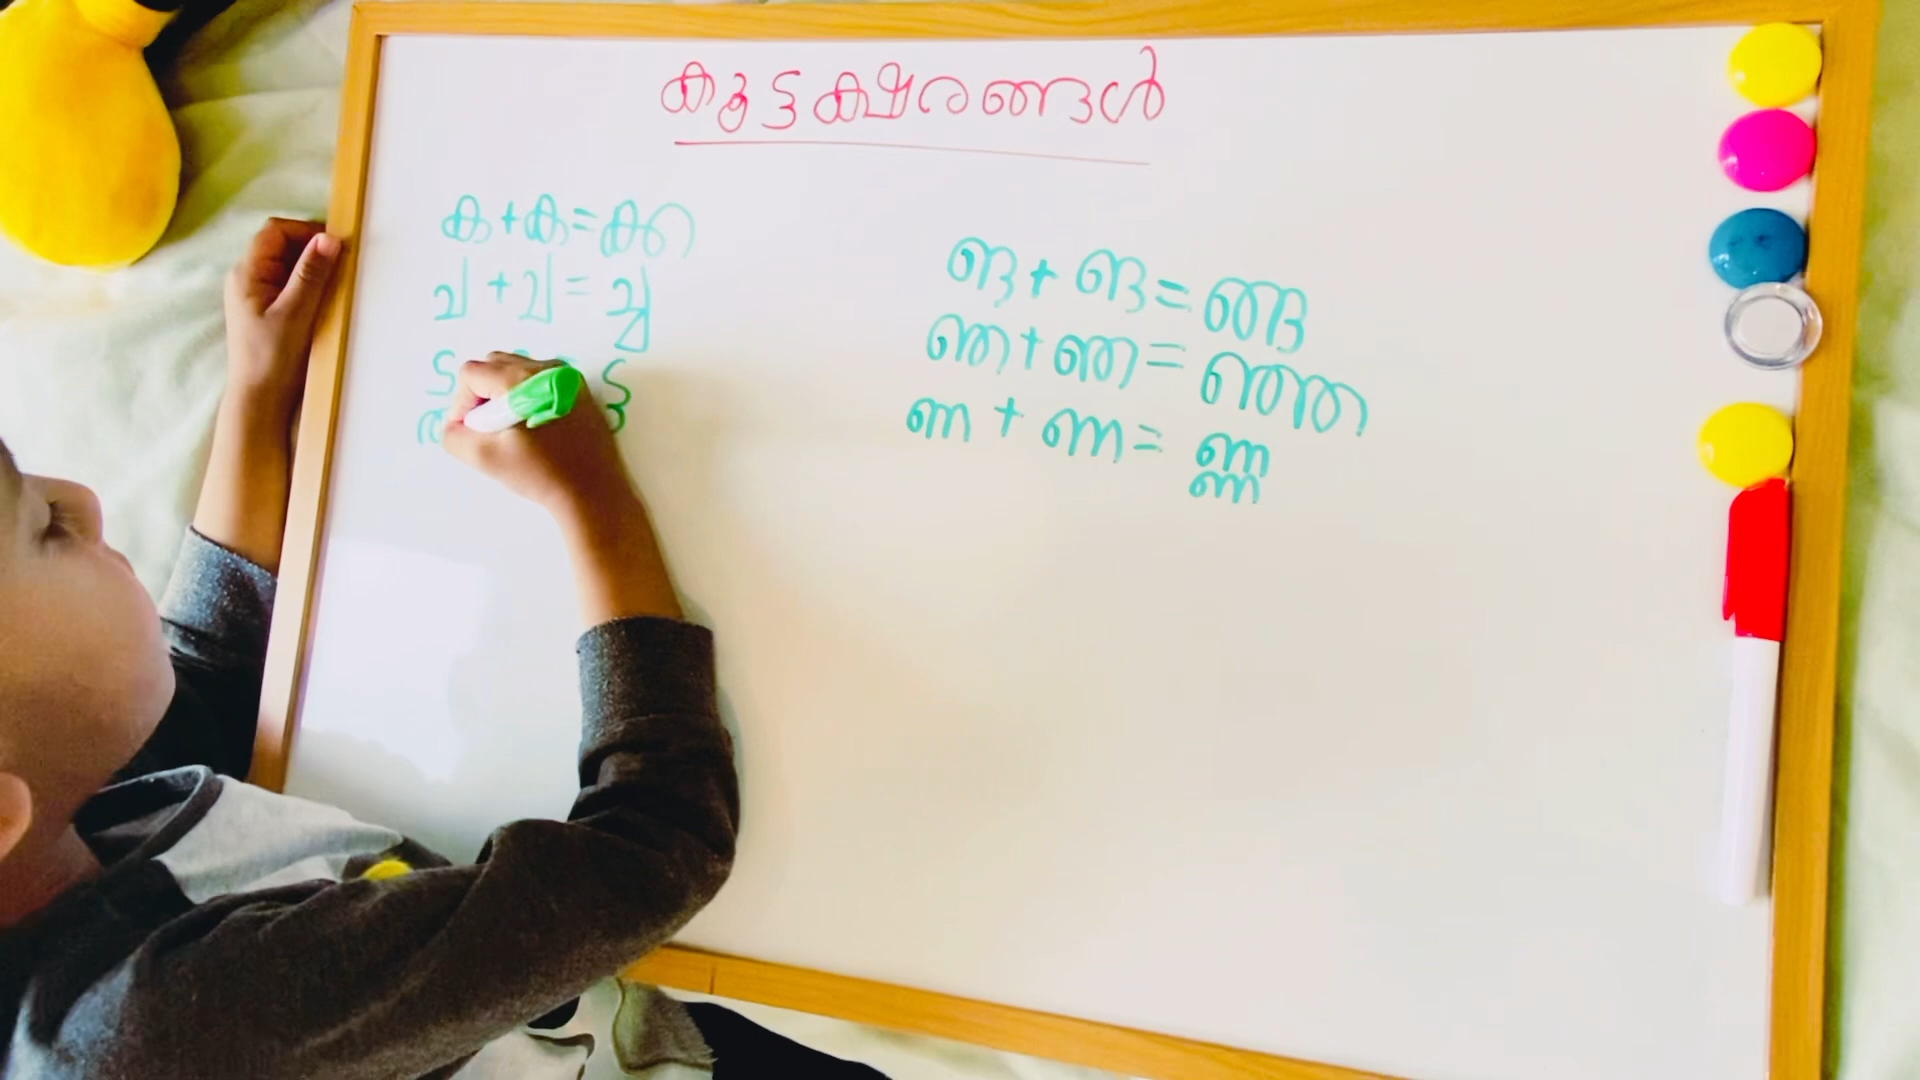 കൂട്ടക്ഷരങ്ങൾ
ക + ക = ക്ക
ച + ച = ച്ച
ട = ട്ട
ത
ങ + ങ = ങ്ങ
ഞ + ഞ = ഞ്ഞ
ണ + ണ = ണ്ണ